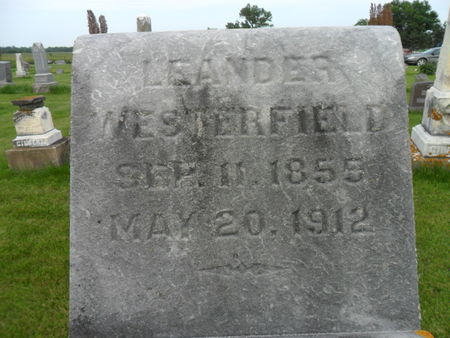 LEANDER
WESTERFIELD
SEP. 11. 1855
MAY 20. 1912